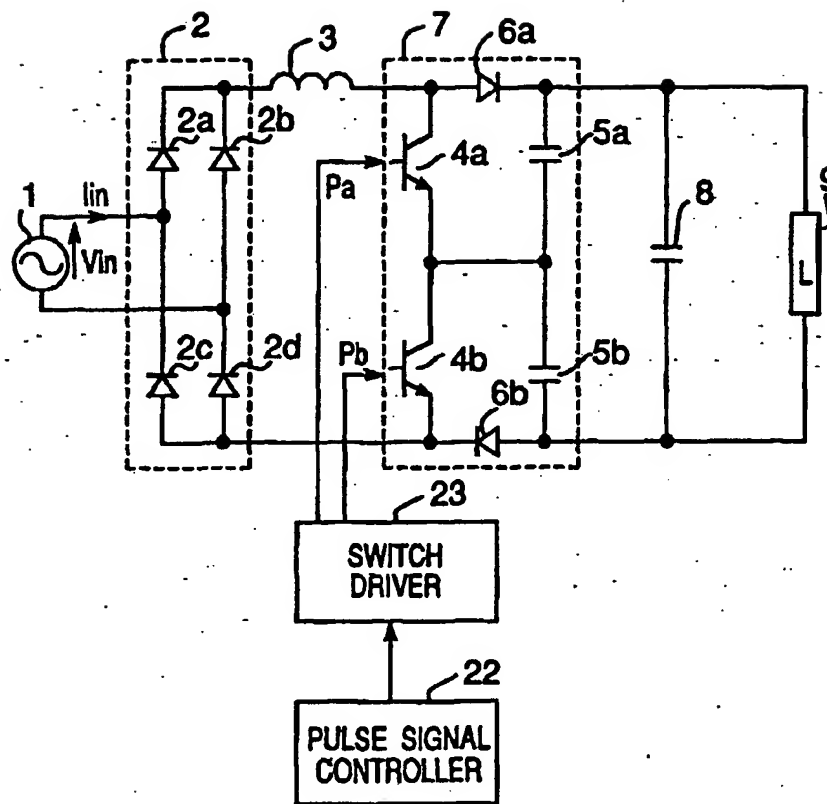 2 3 7 6a
2a 2b 4a 5a
1 Iin Pa 8 9
Vin L
2c 2d Pb 4b 5b
6b
23
SWITCH
DRIVER
22
PULSE SIGNAL
CONTROLLER